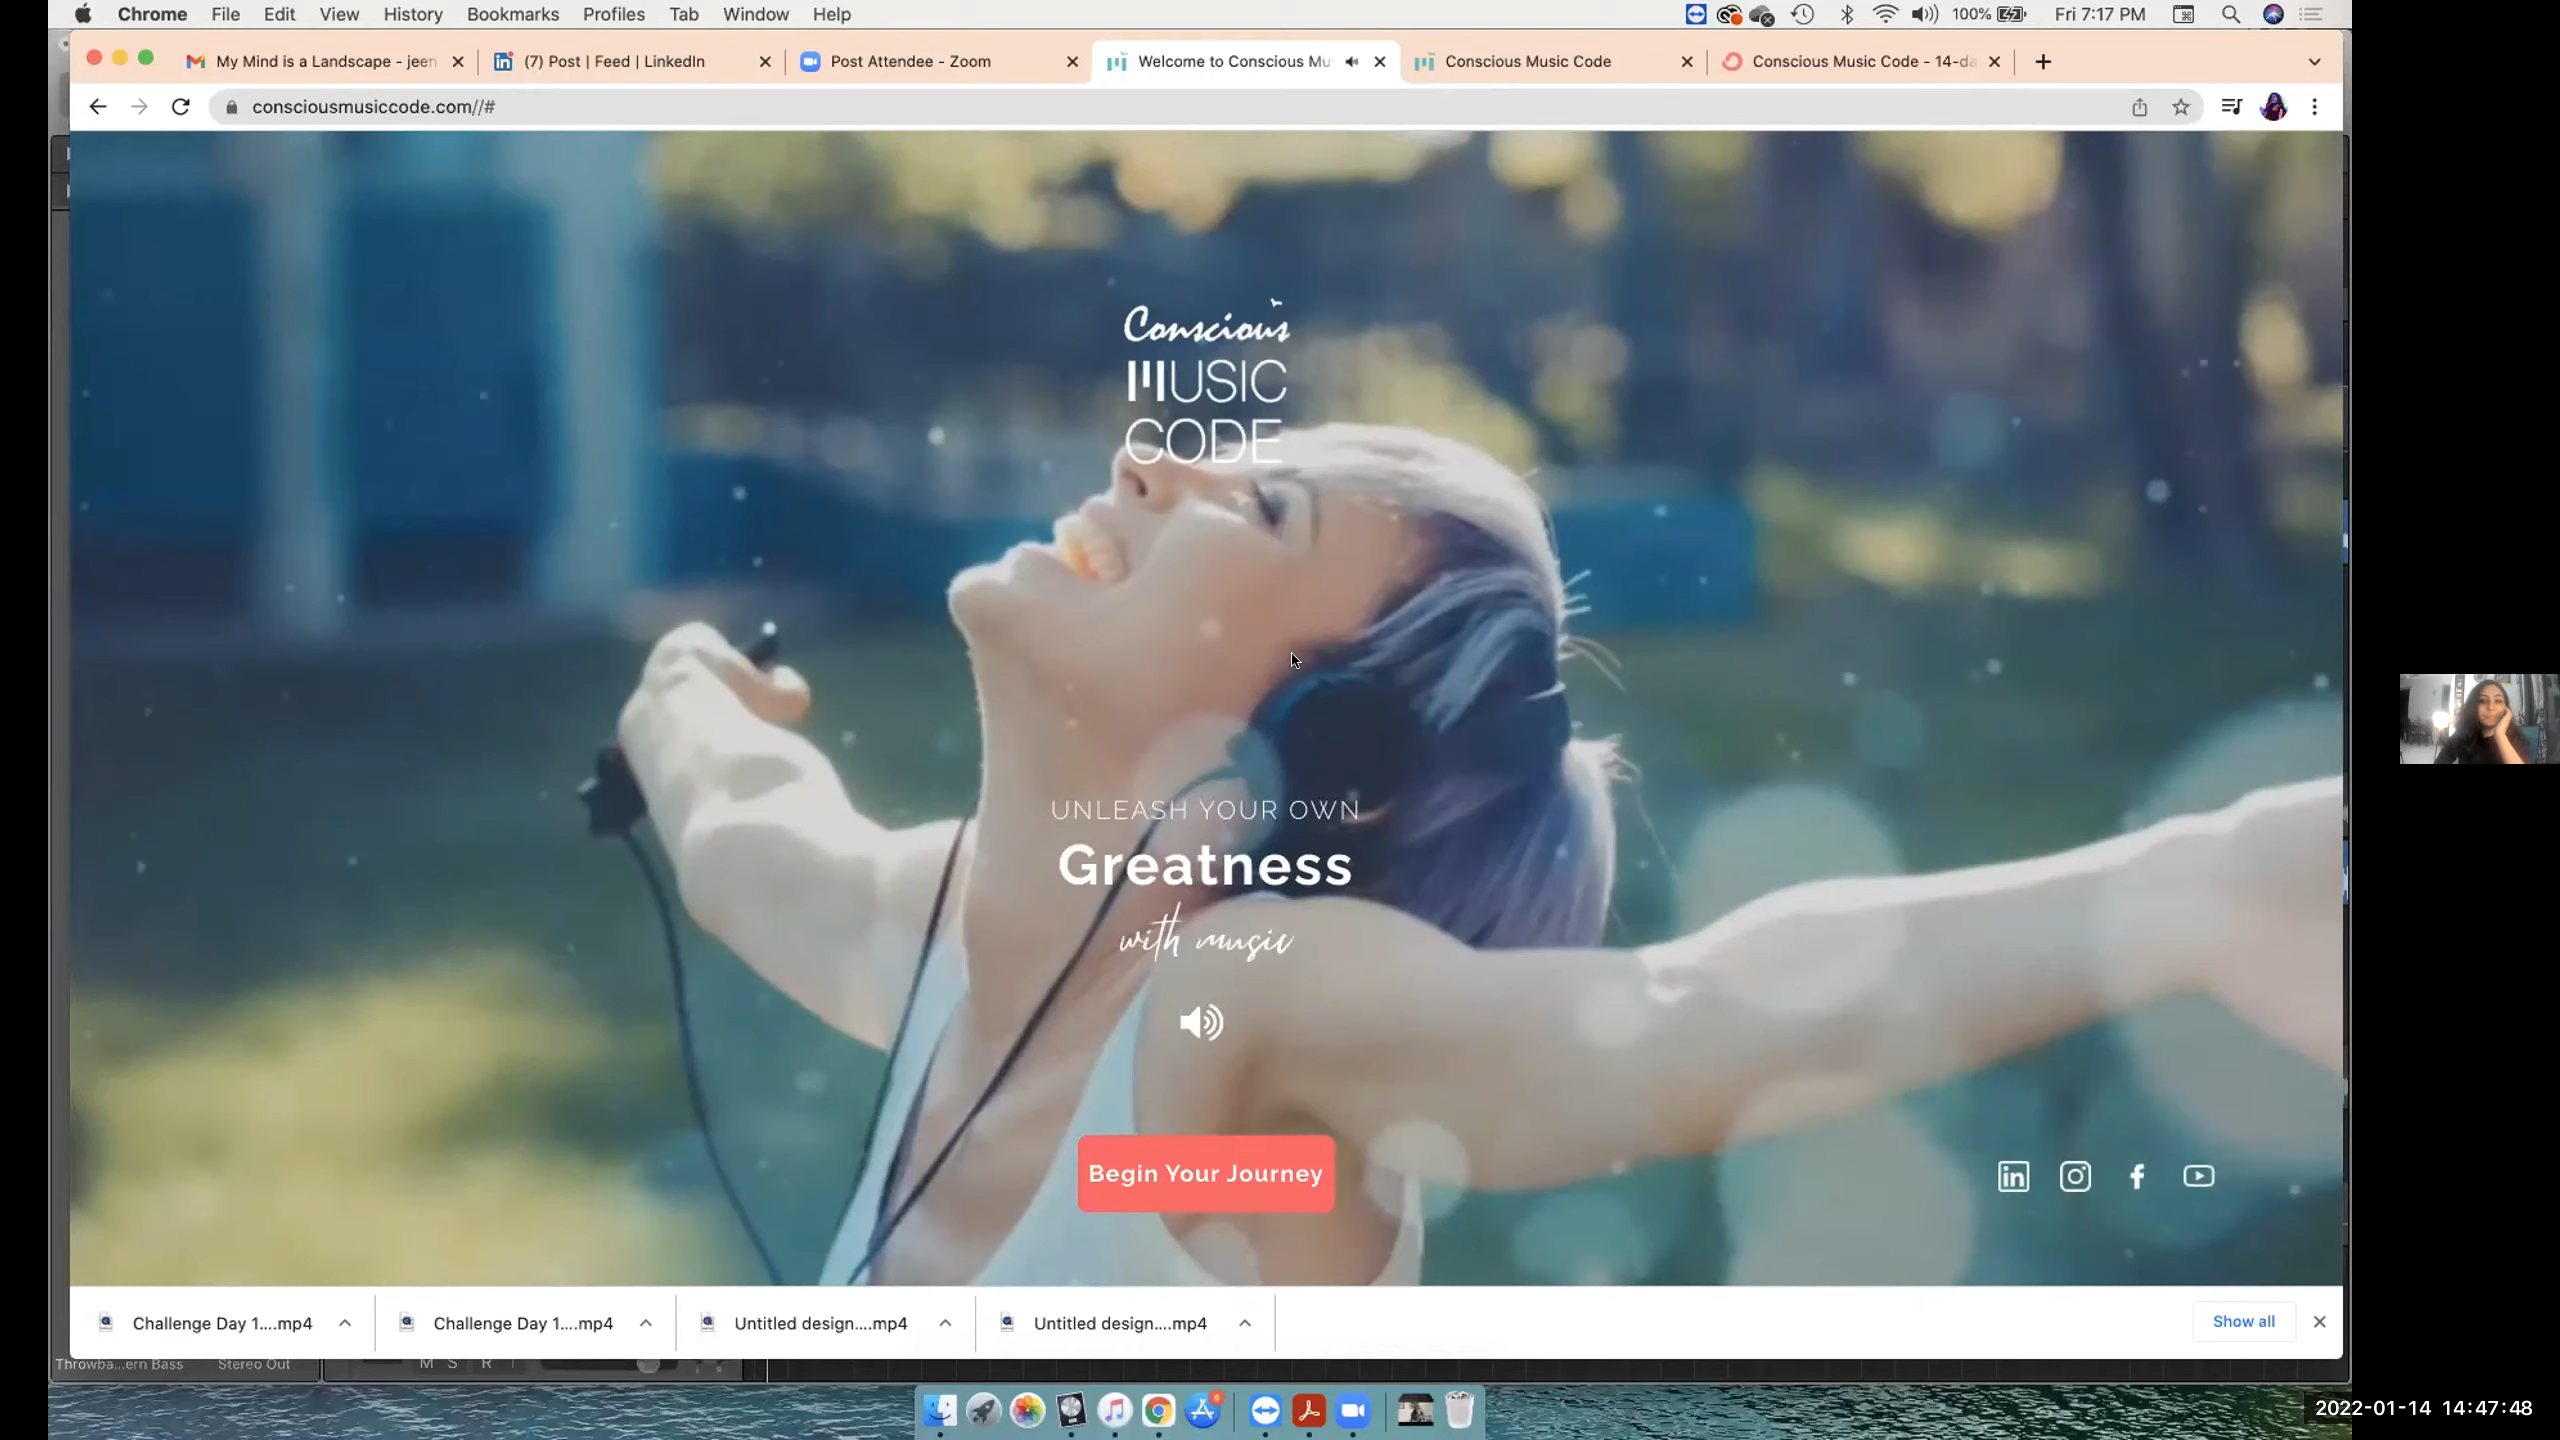 Chrome File Edit View History Bookmarks Profiles Tab Window Help 100% Fri 7:17 PM
My Mind is a Landscape - jeen (7) Post | Feed | LinkedIn Post Attendee - Zoom Welcome to Conscious Mu Conscious Music Code Conscious Music Code - 14-da
consciousmusiccode.com//#
Conscious
MUSIC
CODE
UNLEASH YOUR OWN
Greatness
with music
Begin Your Journey
Challenge Day 1....mp4 Challenge Day 1....mp4 Untitled design....mp4 Untitled design....mp4 Show all
Throwba...ern Bass Stereo Out M S R I
2022-01-14 14:47:48